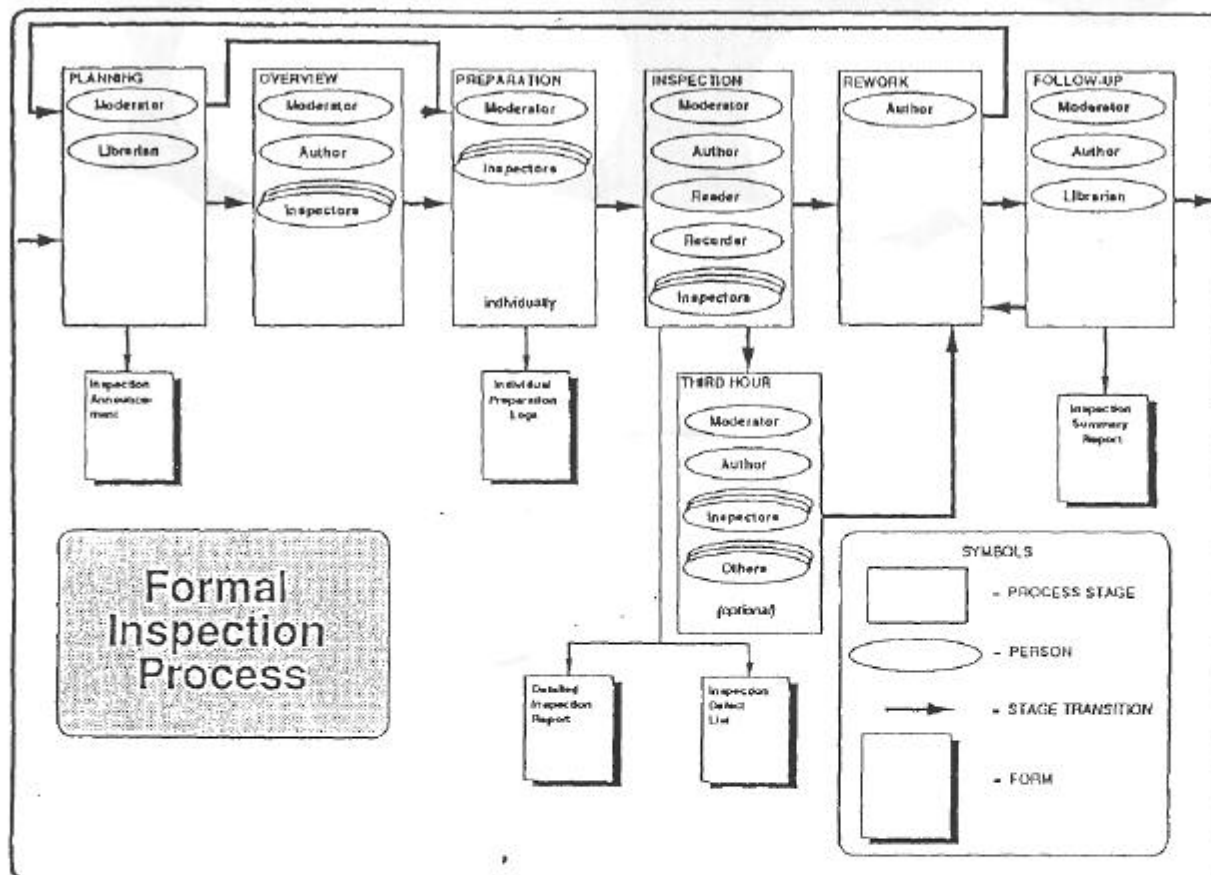 PLANNING
Moderator
Librarian
OVERVIEW
Moderator
Author
Inspectors
PREPARATION
Moderator
Inspectors
individually
INSPECTION
Moderator
Author
Reader
Recorder
Inspectors
REWORK
Author
FOLLOW-UP
Moderator
Author
Librarian
Inspection
Announce-
ment
Individual
Preparation
Logs
THIRD HOUR
Moderator
Author
Inspectors
Others
(optional)
Inspection
Summary
Report
Formal
Inspection
Process
Detailed
Inspection
Report
Inspection
Defect
List
SYMBOLS
- PROCESS STAGE
- PERSON
- STAGE TRANSITION
- FORM